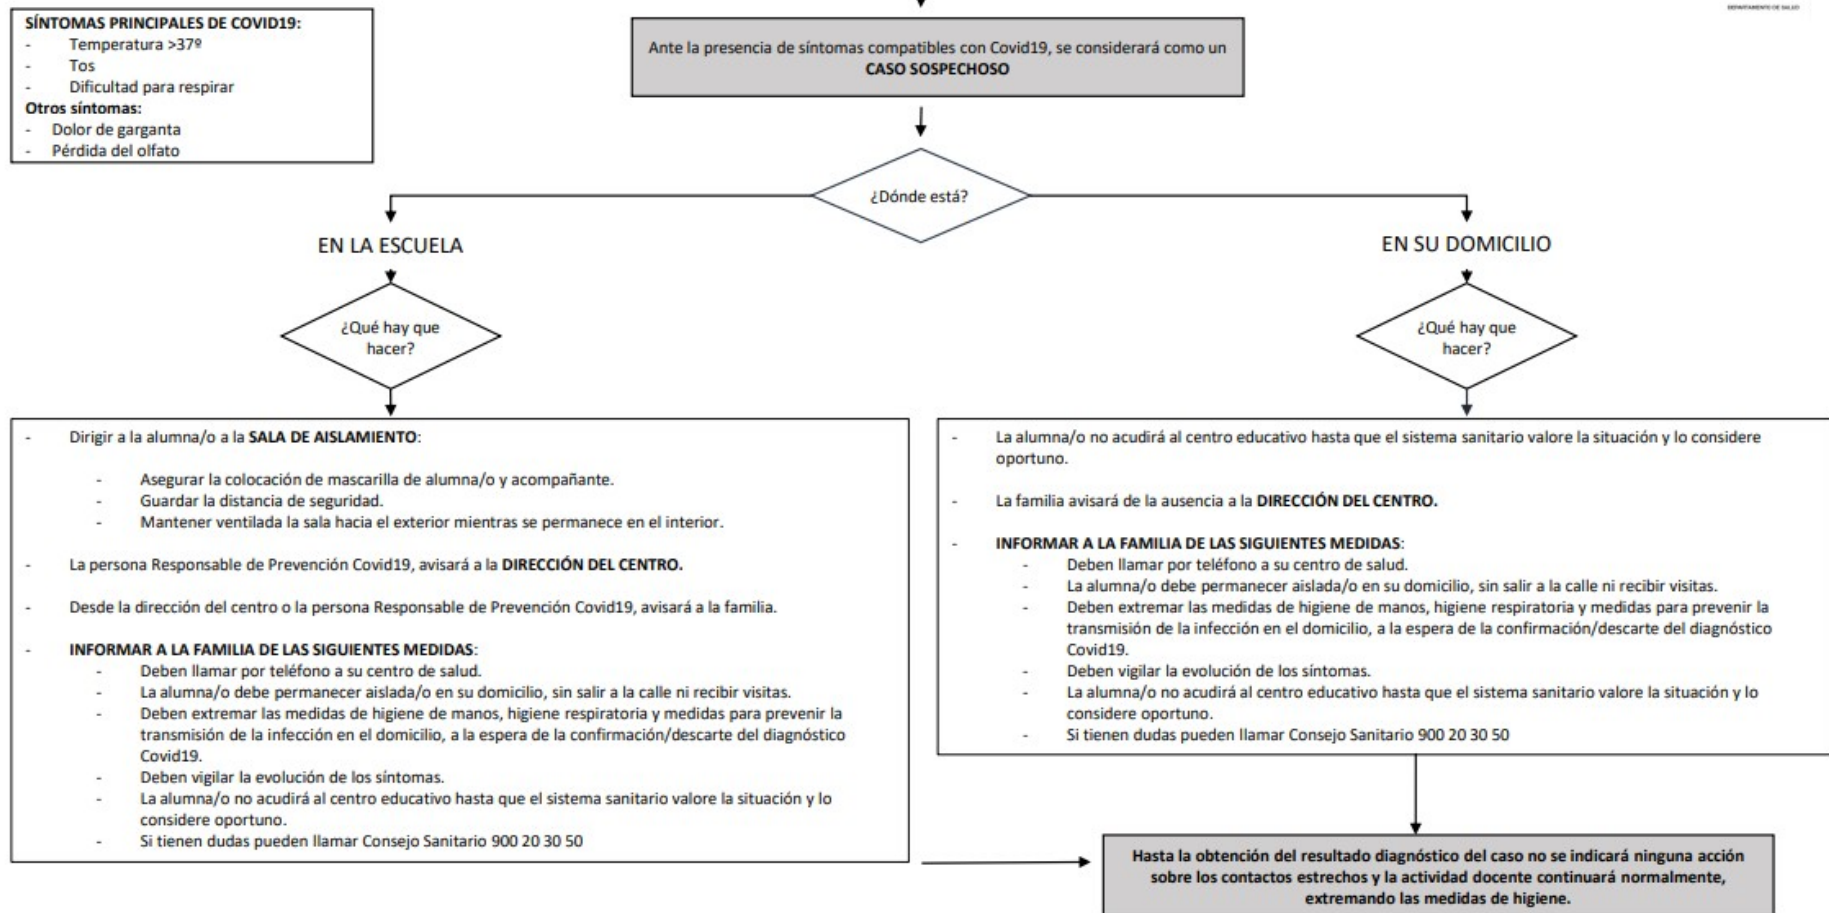 DEPARTAMENTO DE SALUD
SÍNTOMAS PRINCIPALES DE COVID19:
- Temperatura >37º
- Tos
- Dificultad para respirar
Otros síntomas:
- Dolor de garganta
- Pérdida del olfato
Ante la presencia de síntomas compatibles con Covid19, se considerará como un
CASO SOSPECHOSO
¿Dónde está?
EN LA ESCUELA
¿Qué hay que
hacer?
- Dirigir a la alumna/o a la SALA DE AISLAMIENTO:
- Asegurar la colocación de mascarilla de alumna/o y acompañante.
- Guardar la distancia de seguridad.
- Mantener ventilada la sala hacia el exterior mientras se permanece en el interior.
- La persona Responsable de Prevención Covid19, avisará a la DIRECCIÓN DEL CENTRO.
- Desde la dirección del centro o la persona Responsable de Prevención Covid19, avisará a la familia.
- INFORMAR A LA FAMILIA DE LAS SIGUIENTES MEDIDAS:
- Deben llamar por teléfono a su centro de salud.
- La alumna/o debe permanecer aislada/o en su domicilio, sin salir a la calle ni recibir visitas.
- Deben extremar las medidas de higiene de manos, higiene respiratoria y medidas para prevenir la
transmisión de la infección en el domicilio, a la espera de la confirmación/descarte del diagnóstico
Covid19.
- Deben vigilar la evolución de los síntomas.
- La alumna/o no acudirá al centro educativo hasta que el sistema sanitario valore la situación y lo
considere oportuno.
- Si tienen dudas pueden llamar Consejo Sanitario 900 20 30 50
EN SU DOMICILIO
¿Qué hay que
hacer?
- La alumna/o no acudirá al centro educativo hasta que el sistema sanitario valore la situación y lo considere
oportuno.
- La familia avisará de la ausencia a la DIRECCIÓN DEL CENTRO.
- INFORMAR A LA FAMILIA DE LAS SIGUIENTES MEDIDAS:
- Deben llamar por teléfono a su centro de salud.
- La alumna/o debe permanecer aislada/o en su domicilio, sin salir a la calle ni recibir visitas.
- Deben extremar las medidas de higiene de manos, higiene respiratoria y medidas para prevenir la
transmisión de la infección en el domicilio, a la espera de la confirmación/descarte del diagnóstico
Covid19.
- Deben vigilar la evolución de los síntomas.
- La alumna/o no acudirá al centro educativo hasta que el sistema sanitario valore la situación y lo
considere oportuno.
- Si tienen dudas pueden llamar Consejo Sanitario 900 20 30 50
Hasta la obtención del resultado diagnóstico del caso no se indicará ninguna acción
sobre los contactos estrechos y la actividad docente continuará normalmente,
extremando las medidas de higiene.